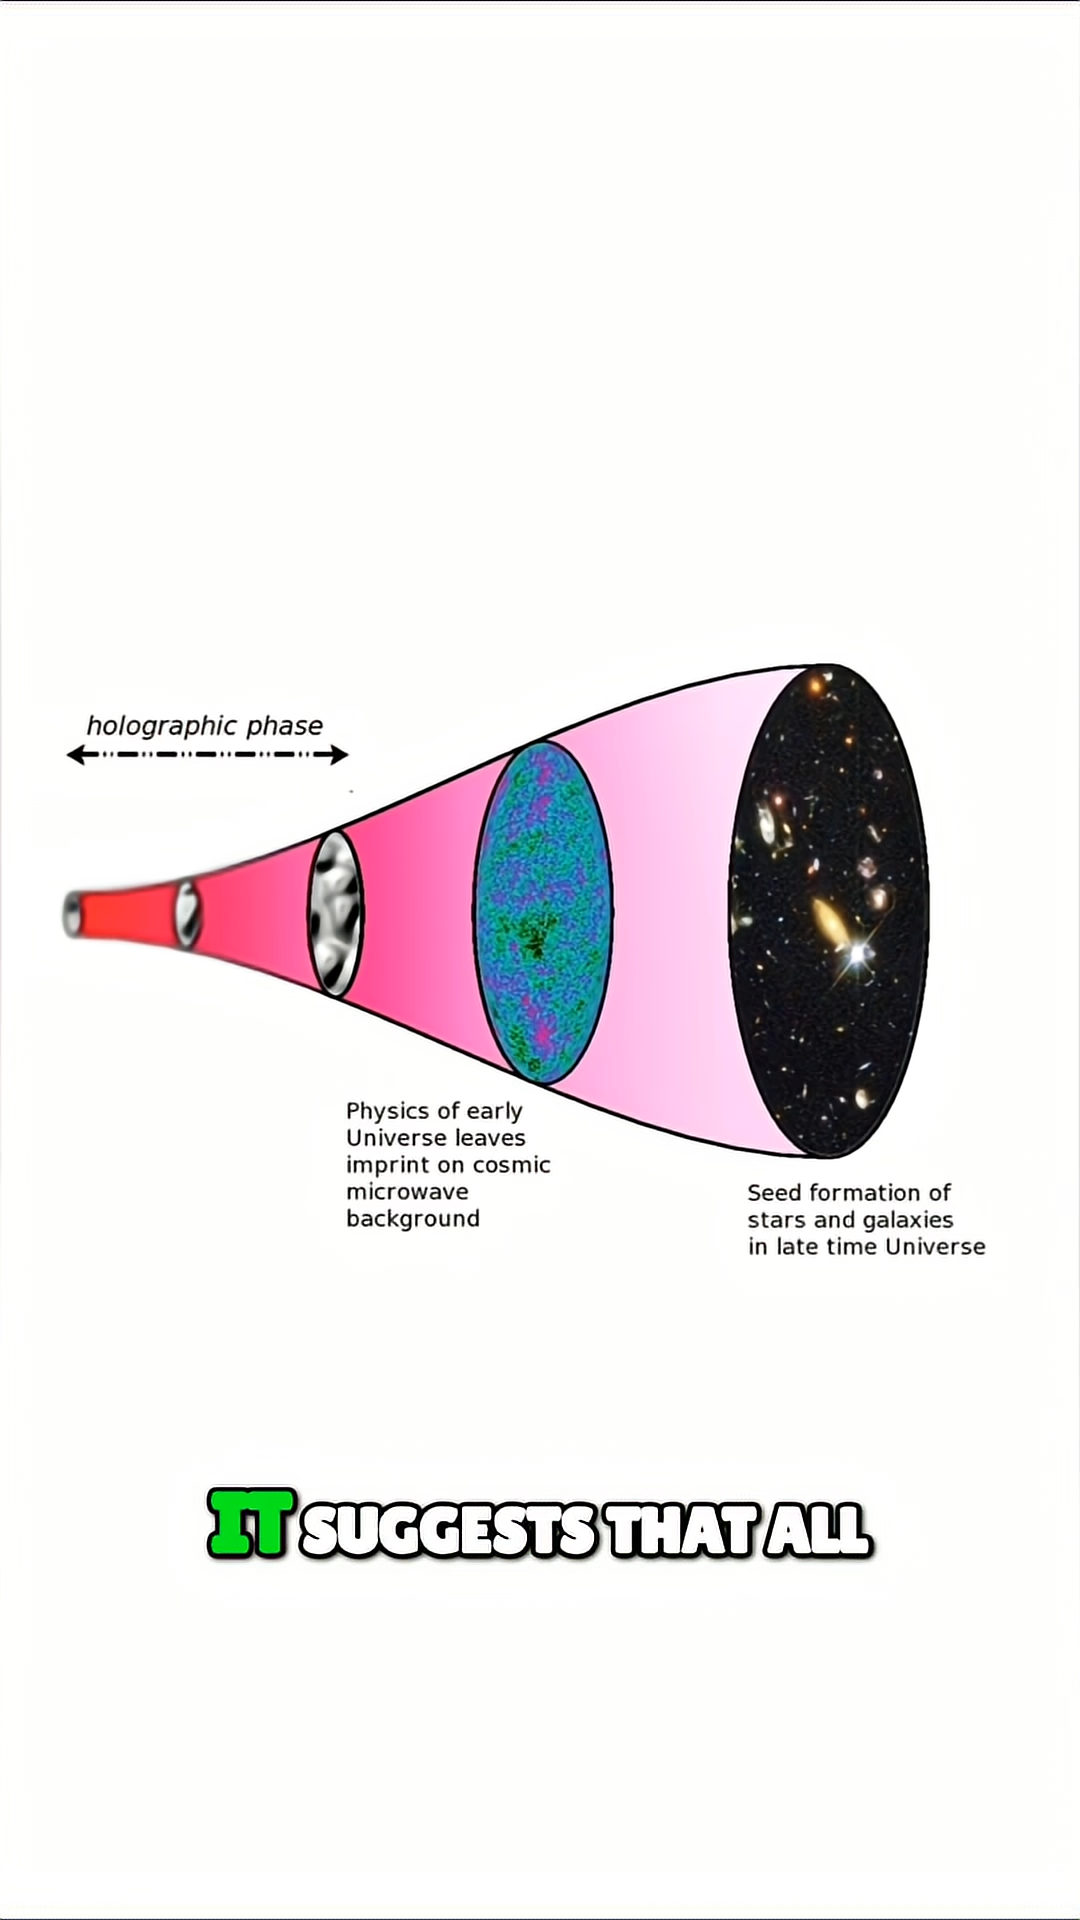 holographic phase
Physics of early
Universe leaves
imprint on cosmic
microwave
background
Seed formation of
stars and galaxies
in late time Universe
IT SUGGESTS THAT ALL